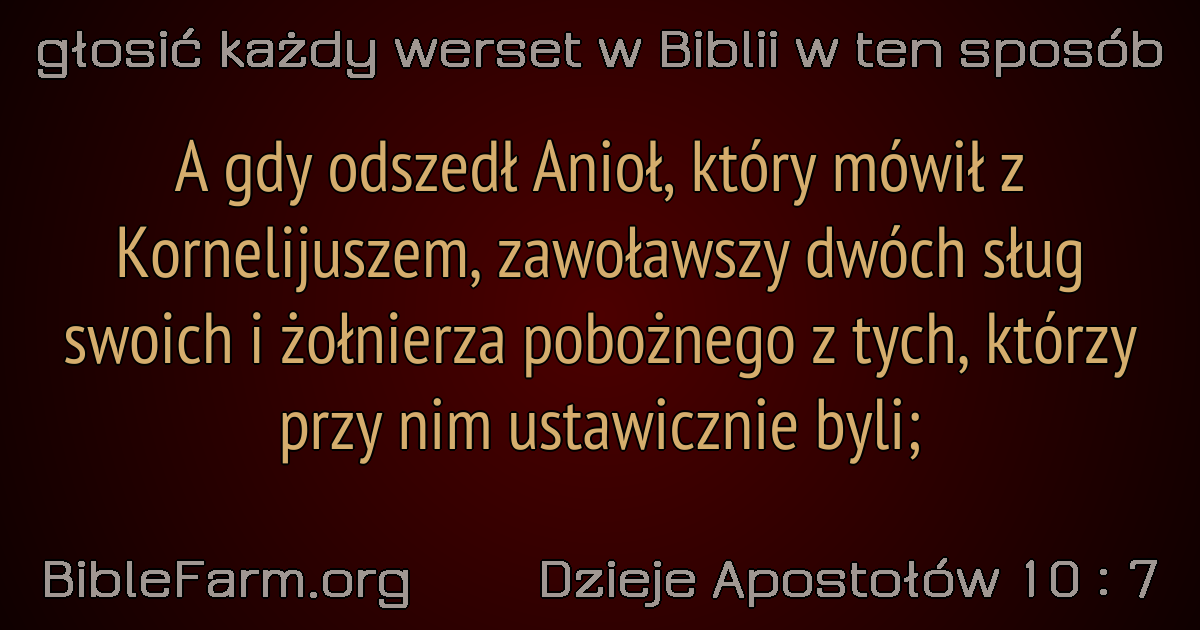 głosić każdy werset w Biblii w ten sposób
A gdy odszedł Anioł, który mówił z
Kornelijuszem, zawoławszy dwóch sług
swoich i żołnierza pobożnego z tych, którzy
przy nim ustawicznie byli;
BibleFarm.org
Dzieje Apostołów 10 : 7